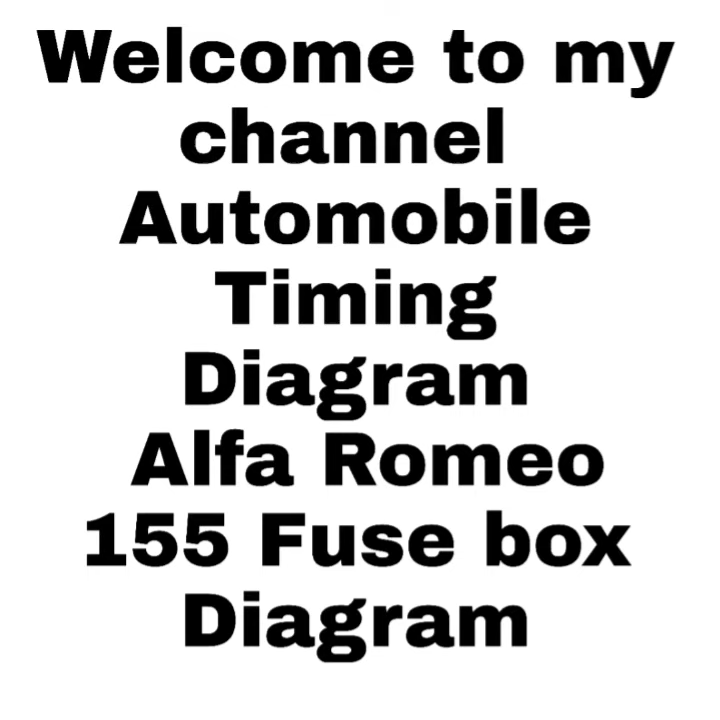 Welcome to my
channel
Automobile
Timing
Diagram
Alfa Romeo
155 Fuse box
Diagram